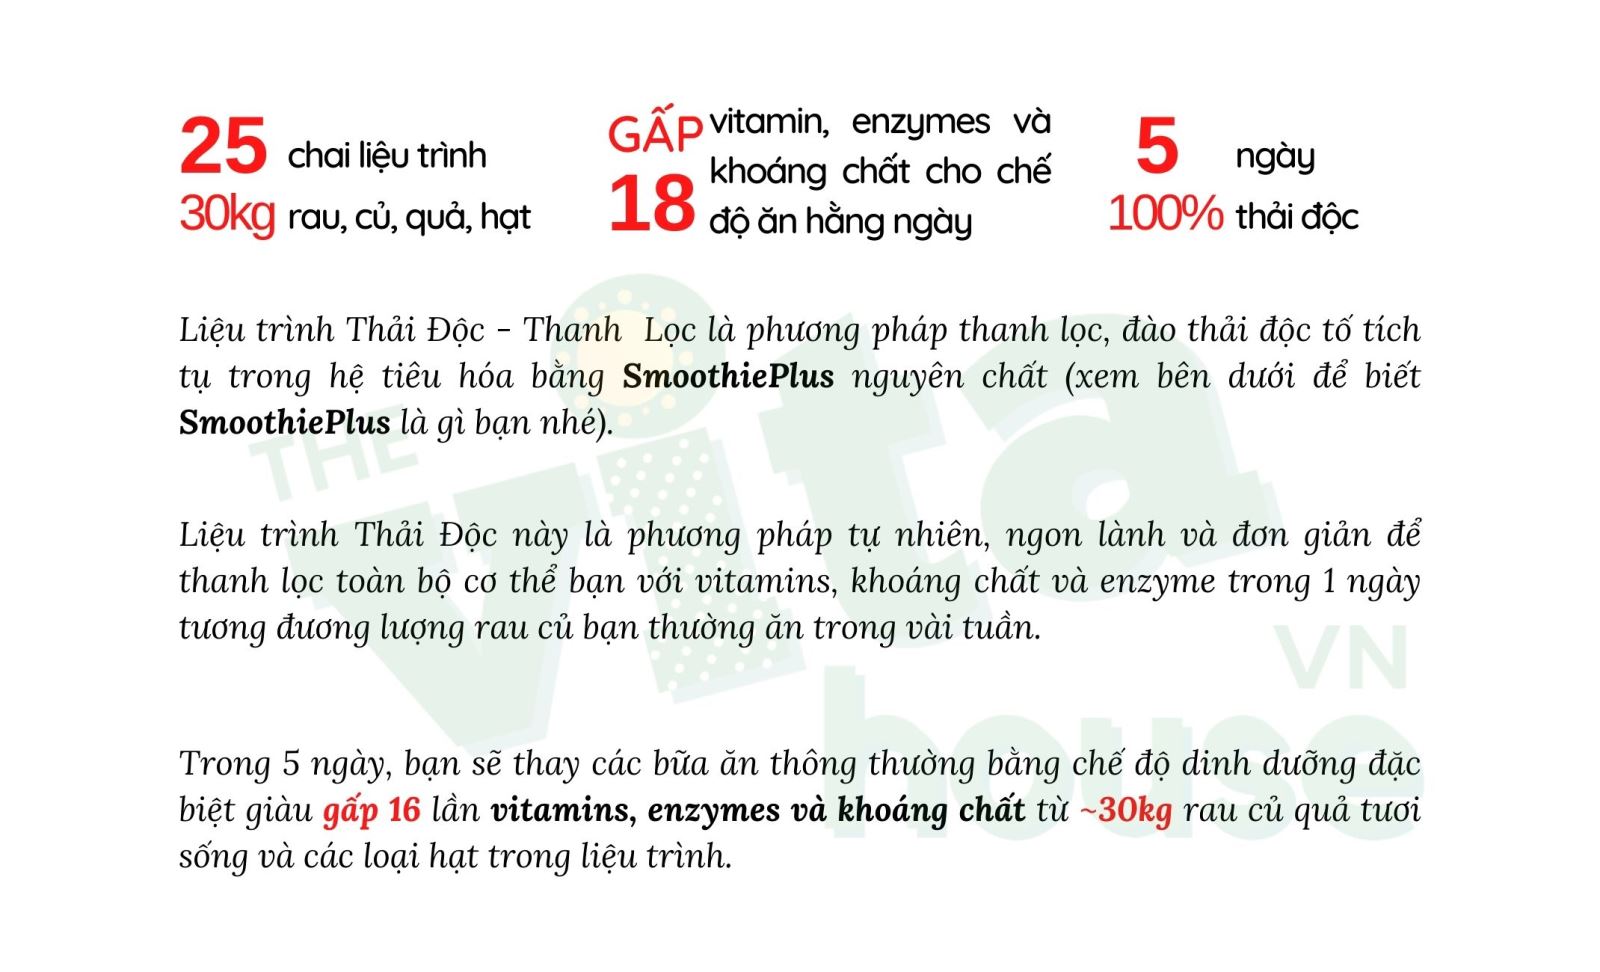 25 chai liệu trình
30kg rau, củ, quả, hạt
GẤP 18
vitamin, enzymes và
khoáng chất cho chế
độ ăn hằng ngày
5 ngày
100% thải độc
Liệu trình Thải Độc - Thanh Lọc là phương pháp thanh lọc, đào thải độc tố tích
tụ trong hệ tiêu hóa bằng SmoothiePlus nguyên chất (xem bên dưới để biết
SmoothiePlus là gì bạn nhé).
Liệu trình Thải Độc này là phương pháp tự nhiên, ngon lành và đơn giản để
thanh lọc toàn bộ cơ thể bạn với vitamins, khoáng chất và enzyme trong 1 ngày
tương đương lượng rau củ bạn thường ăn trong vài tuần.
Trong 5 ngày, bạn sẽ thay các bữa ăn thông thường bằng chế độ dinh dưỡng đặc
biệt giàu gấp 16 lần vitamins, enzymes và khoáng chất từ ~30kg rau củ quả tươi
sống và các loại hạt trong liệu trình.
THE
vita
VN
house